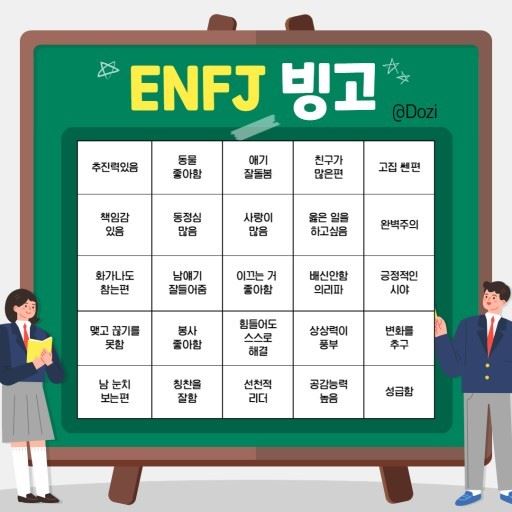 ENFJ 빙고
@Dozi
추진력있음
동물
좋아함
얘기
잘돌봄
친구가
많은편
고집 쎈편
책임감
있음
동정심
많음
사랑이
많음
옳은 일을
하고싶음
완벽주의
화가나도
참는편
남얘기
잘들어줌
이끄는 거
좋아함
배신안함
의리파
긍정적인
시야
맺고 끊기를
못함
봉사
좋아함
힘들어도
스스로
해결
상상력이
풍부
변화를
추구
남 눈치
보는편
칭찬을
잘함
선천적
리더
공감능력
높음
성급함